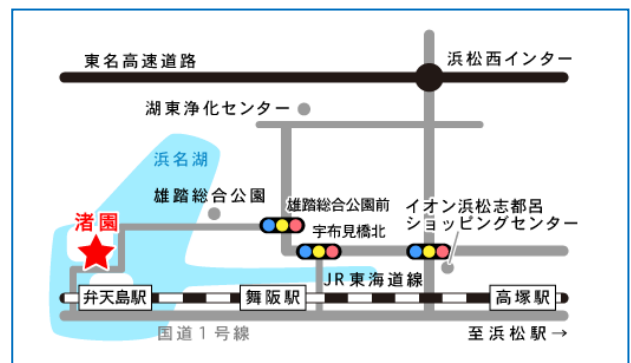 東名高速道路
浜松西インター
湖東浄化センター
浜名湖
雄踏総合公園
雄踏総合公園前
イオン浜松志都呂
ショッピングセンター
渚園
宇布見橋北
JR東海道線
弁天島駅
舞阪駅
高塚駅
国道1号線
至浜松駅→